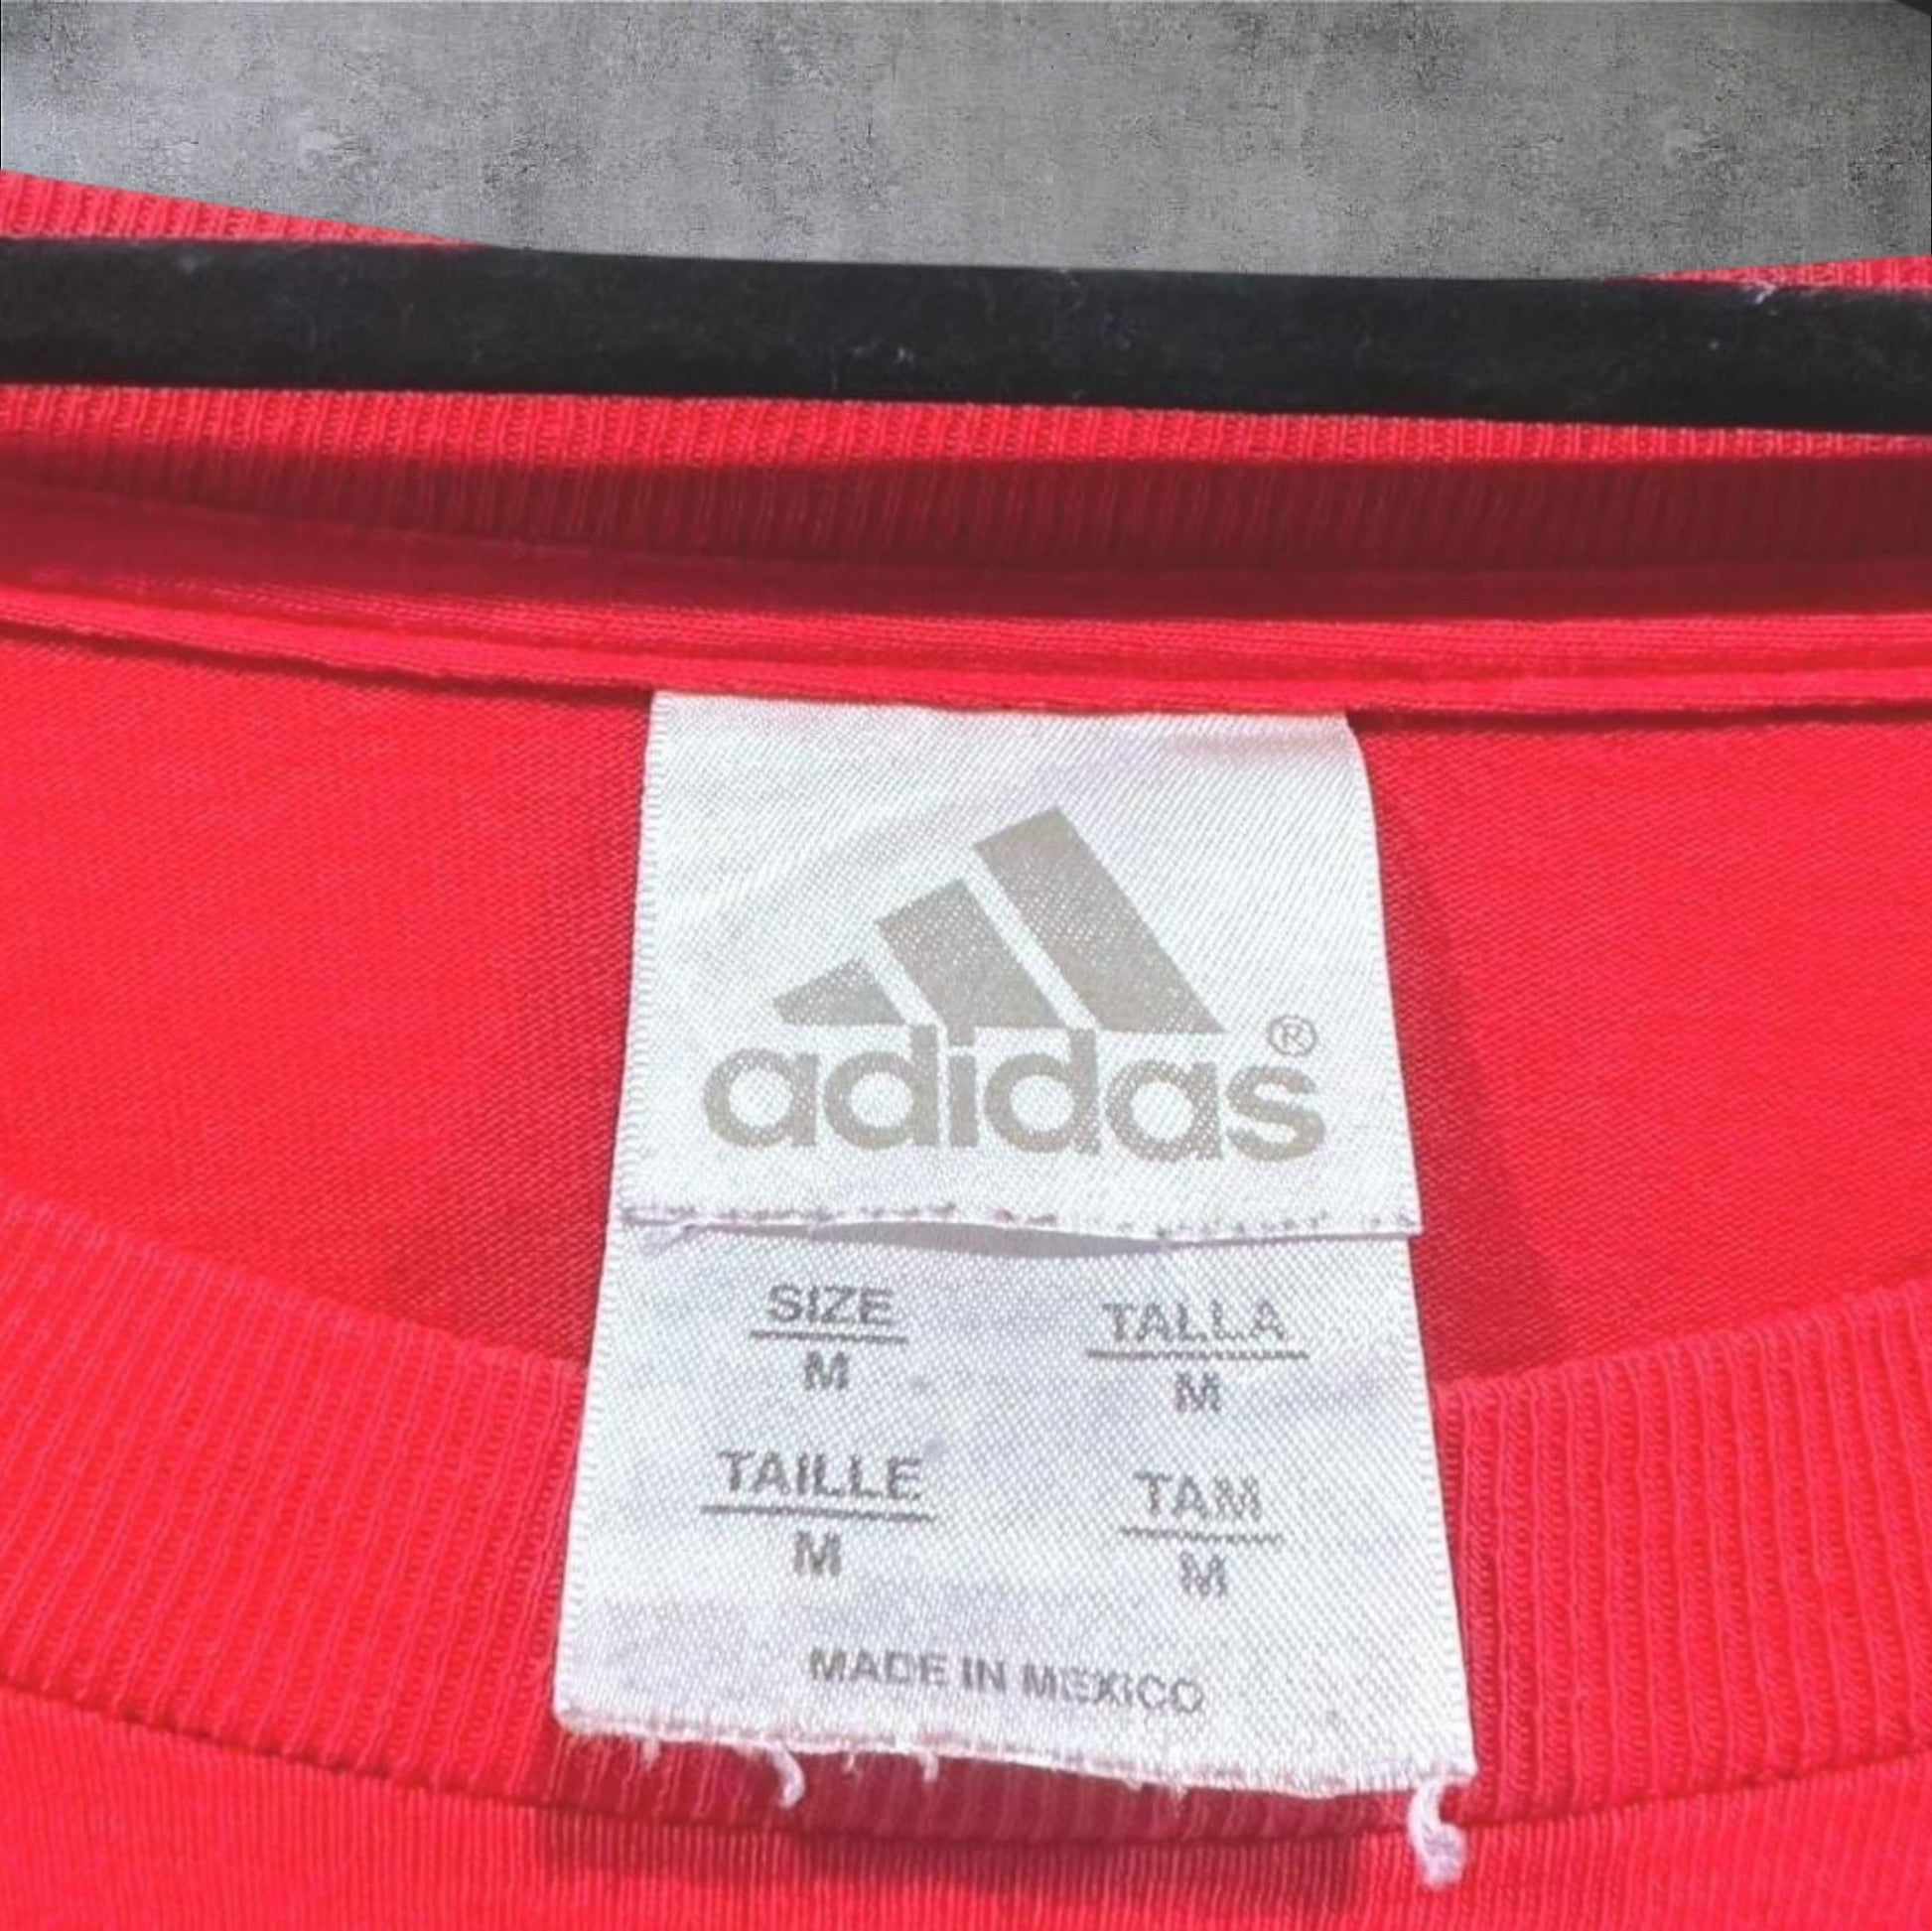 adidas®
SIZE TALLA
M M
TAILLE TAM
M M
MADE IN MEXICO